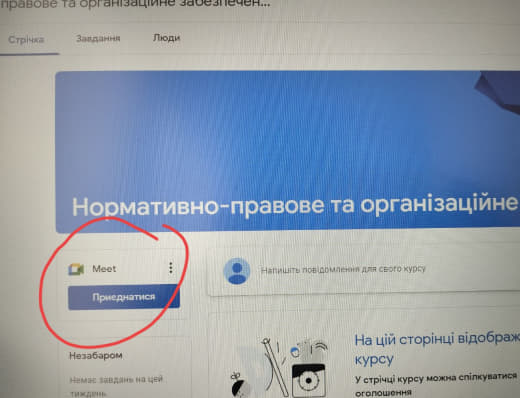 правове та організаційне забезпечен...
Стрічка Завдання Люди
Нормативно-правове та організаційне
Meet
Приєднатися
Напишіть повідомлення для свого курсу
Незабаром
Немає завдань на цей
тиждень.
На цій сторінці відображ
курсу
У стрічці курсу можна спілкуватися
оголошення